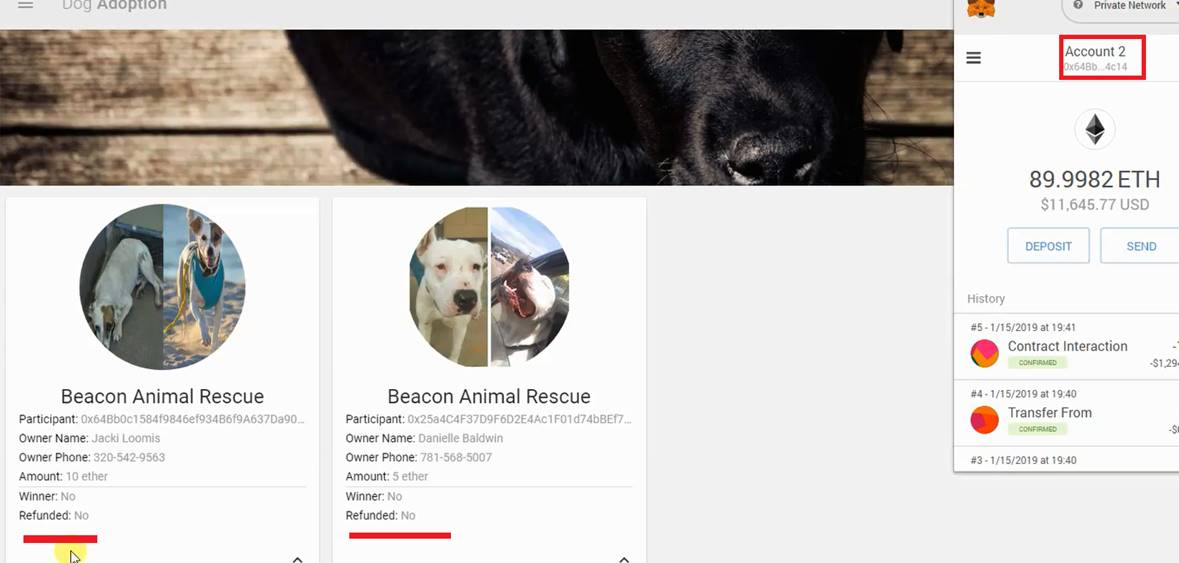 Dog Adoption
Beacon Animal Rescue
Participant: 0x64Bb0c1584f9846ef934B6f9A637Da90...
Owner Name: Jacki Loomis
Owner Phone: 320-542-9563
Amount: 10 ether
Winner: No
Refunded: No
Beacon Animal Rescue
Participant: 0x25a4C4F37D9F6D2E4Ac1F01d74bBEf7...
Owner Name: Danielle Baldwin
Owner Phone: 781-568-5007
Amount: 5 ether
Winner: No
Refunded: No
Private Network
Account 2
0x64Bb...4c14
89.9982 ETH
$11,645.77 USD
DEPOSIT
SEND
History
#5 - 1/15/2019 at 19:41
Contract Interaction
CONFIRMED
-$1,294
#4 - 1/15/2019 at 19:40
Transfer From
CONFIRMED
#3 - 1/15/2019 at 19:40